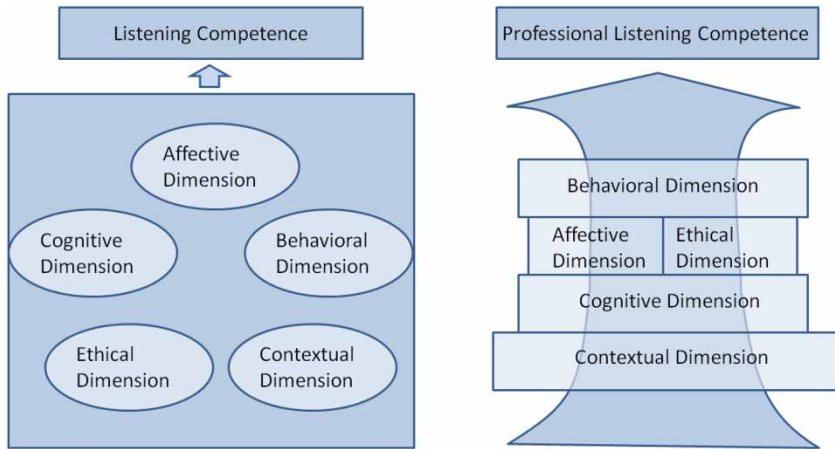 Listening Competence
Affective
Dimension
Cognitive
Dimension
Behavioral
Dimension
Ethical
Dimension
Contextual
Dimension
Professional Listening Competence
Behavioral Dimension
Affective
Dimension
Ethical
Dimension
Cognitive Dimension
Contextual Dimension